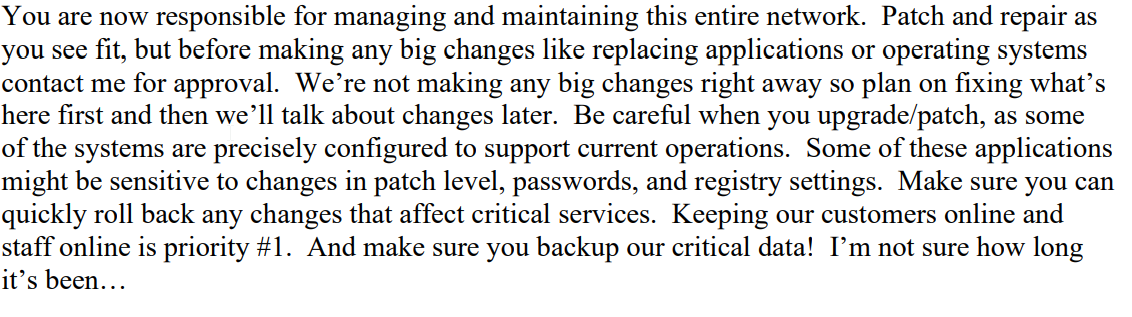 You are now responsible for managing and maintaining this entire network.  Patch and repair as
you see fit, but before making any big changes like replacing applications or operating systems
contact me for approval.  We’re not making any big changes right away so plan on fixing what’s
here first and then we’ll talk about changes later.  Be careful when you upgrade/patch, as some
of the systems are precisely configured to support current operations.  Some of these applications
might be sensitive to changes in patch level, passwords, and registry settings.  Make sure you can
quickly roll back any changes that affect critical services.  Keeping our customers online and
staff online is priority #1.  And make sure you backup our critical data!  I’m not sure how long
it’s been…